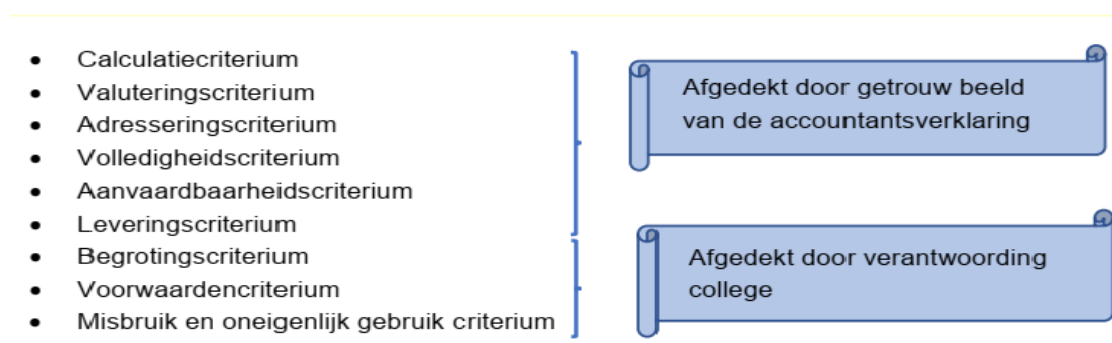 • Calculatiecriterium
• Valuteringscriterium
• Adresseringscriterium
• Volledigheidscriterium
• Aanvaardbaarheidscriterium
• Leveringscriterium
• Begrotingscriterium
• Voorwaardencriterium
• Misbruik en oneigenlijk gebruik criterium
Afgedekt door getrouw beeld
van de accountantsverklaring
Afgedekt door verantwoording
college